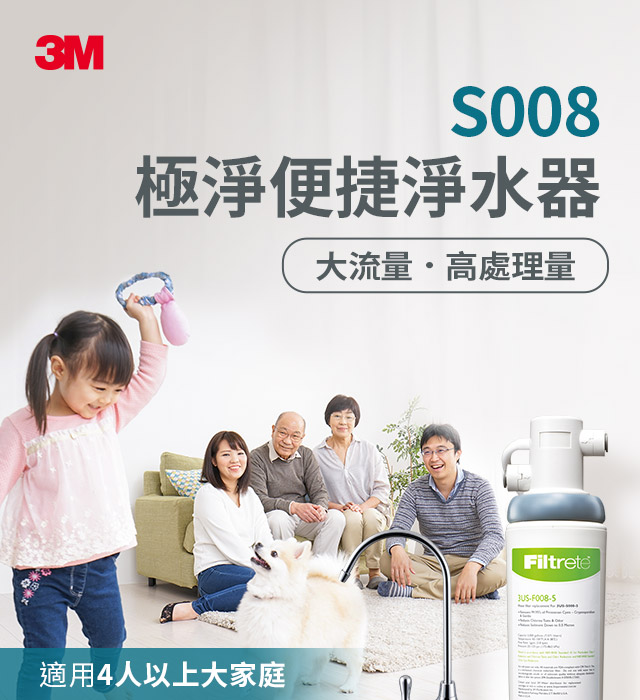 3M
S008
極淨便捷淨水器
大流量・高處理量
Filtrete
3US-F008-5
適用4人以上大家庭